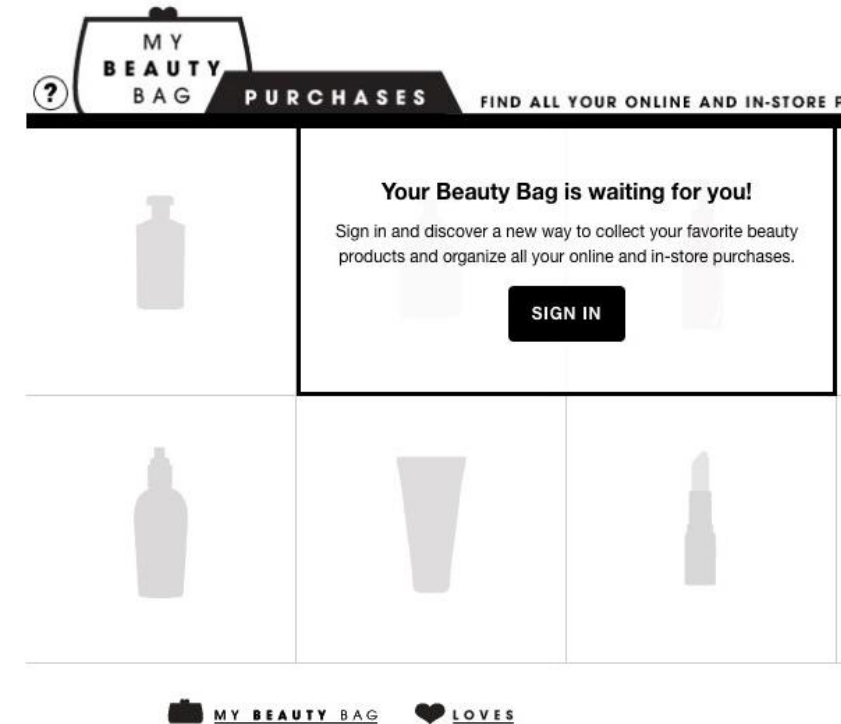 MY
BEAUTY
BAG
?
PURCHASES
FIND ALL YOUR ONLINE AND IN-STORE
Your Beauty Bag is waiting for you!
Sign in and discover a new way to collect your favorite beauty
products and organize all your online and in-store purchases.
SIGN IN
MY BEAUTY BAG
LOVES